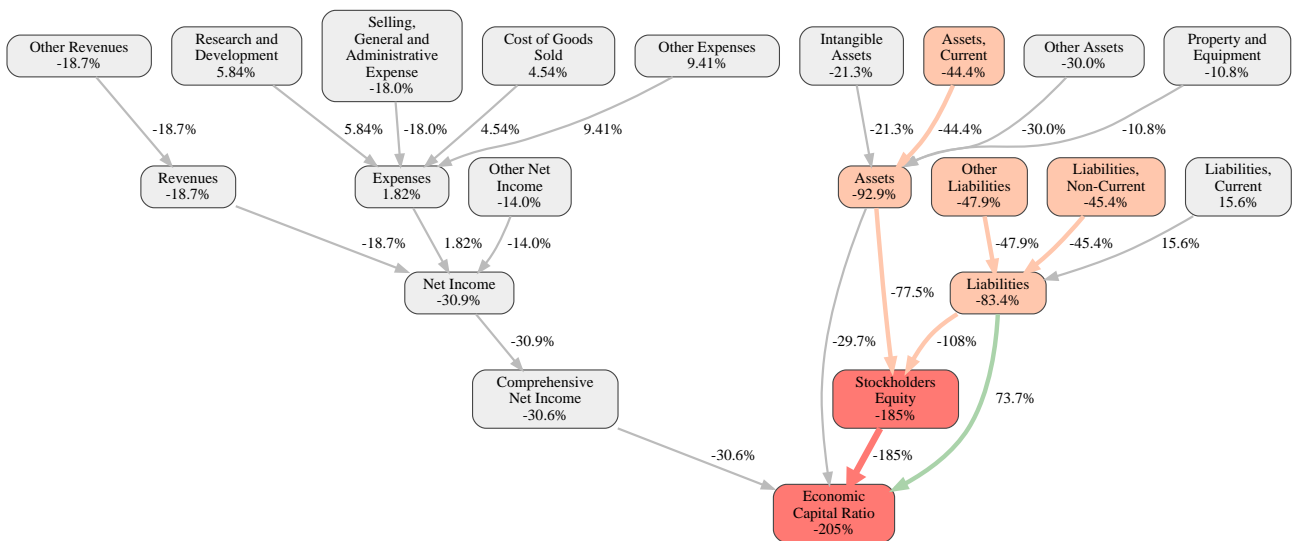 Other Revenues
-18.7%
Research and
Development
5.84%
Selling,
General and
Administrative
Expense
-18.0%
Cost of Goods
Sold
4.54%
Other Expenses
9.41%
Intangible
Assets
-21.3%
Assets,
Current
-44.4%
Other Assets
-30.0%
Property and
Equipment
-10.8%
-18.7%
5.84%
-18.0%
4.54%
9.41%
-21.3%
-44.4%
-30.0%
-10.8%
Revenues
-18.7%
Expenses
1.82%
Other Net
Income
-14.0%
Assets
-92.9%
Other
Liabilities
-47.9%
Liabilities,
Non-Current
-45.4%
Liabilities,
Current
15.6%
-18.7%
1.82%
-14.0%
-47.9%
-45.4%
15.6%
Net Income
-30.9%
-77.5%
Liabilities
-83.4%
-30.9%
-29.7%
-108%
Comprehensive
Net Income
-30.6%
Stockholders
Equity
-185%
73.7%
-30.6%
-185%
Economic
Capital Ratio
-205%